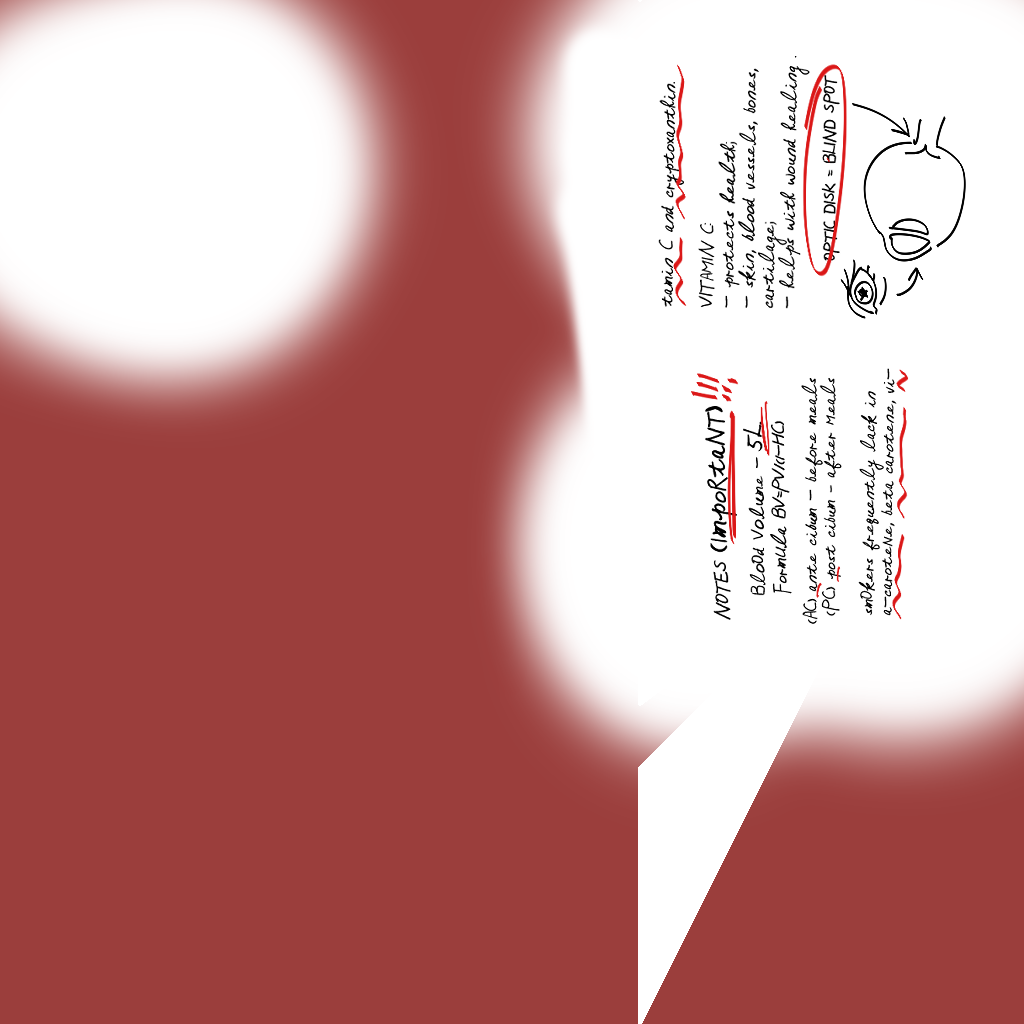 NOTES (ImpoRtaNT) !!!
BlooD Volume – 5L
FormUla BV=PV/(1–HC)
(AC) ante cibum – before meals
(PC) post cibum – after meals
smOkers frequently lack in
a–caroteNe, beta carotene, vi–
tamin C and cryptoxanthin.
VITAMIN C:
– protects health;
– skin, blood vessels, bones,
cartilage;
– helps with wound healing.
OPTIC DISK = BLIND SPOT